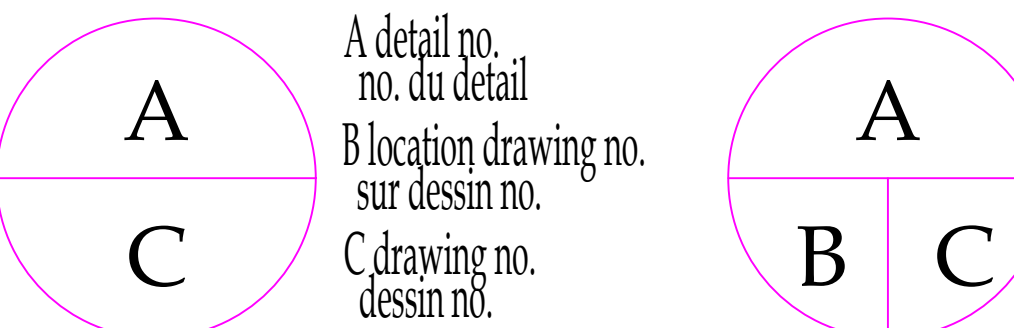 A
C
A detail no.
no. du detail
B location drawing no.
sur dessin no.
C drawing no.
dessin no.
A
B C